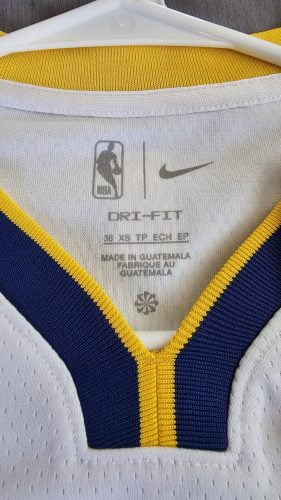 NBA
DRI-FIT
36 XS TP ECH EP
MADE IN GUATEMALA
FABRIQUÉ AU
GUATEMALA